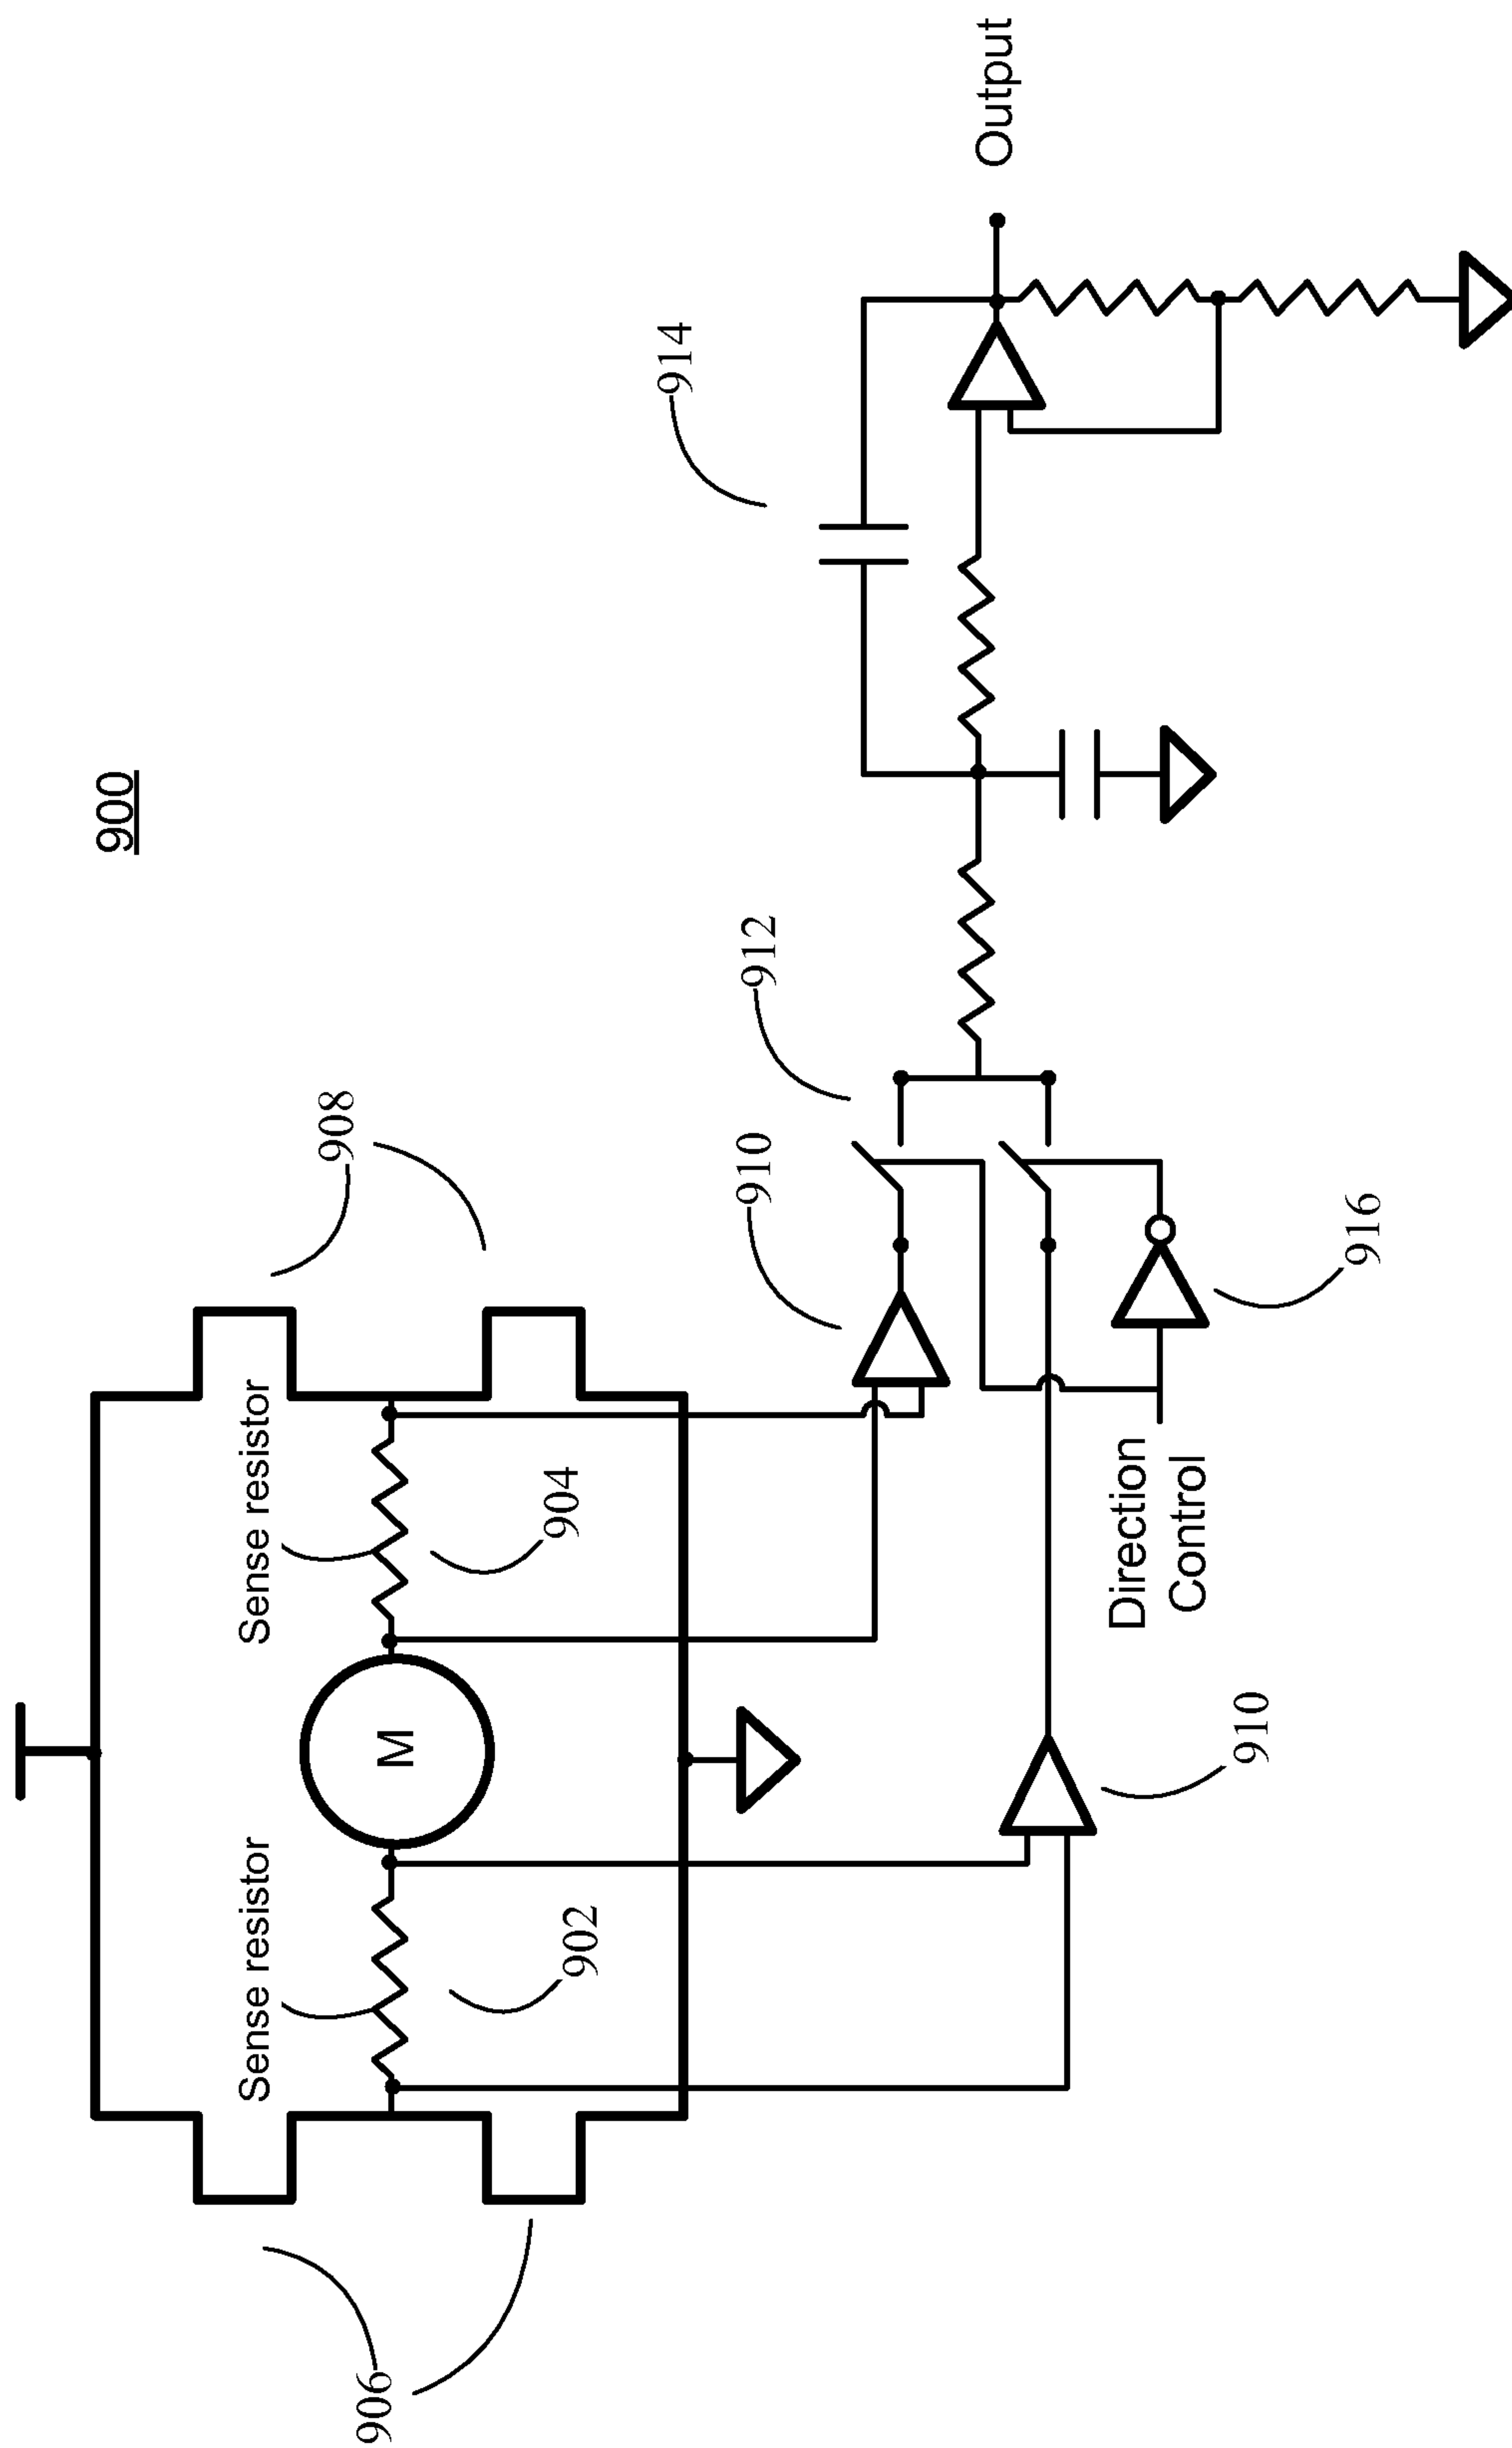 900
906
908
Sense resistor
Sense resistor
M
902
904
910
910
912
914
916
Direction
Control
Output